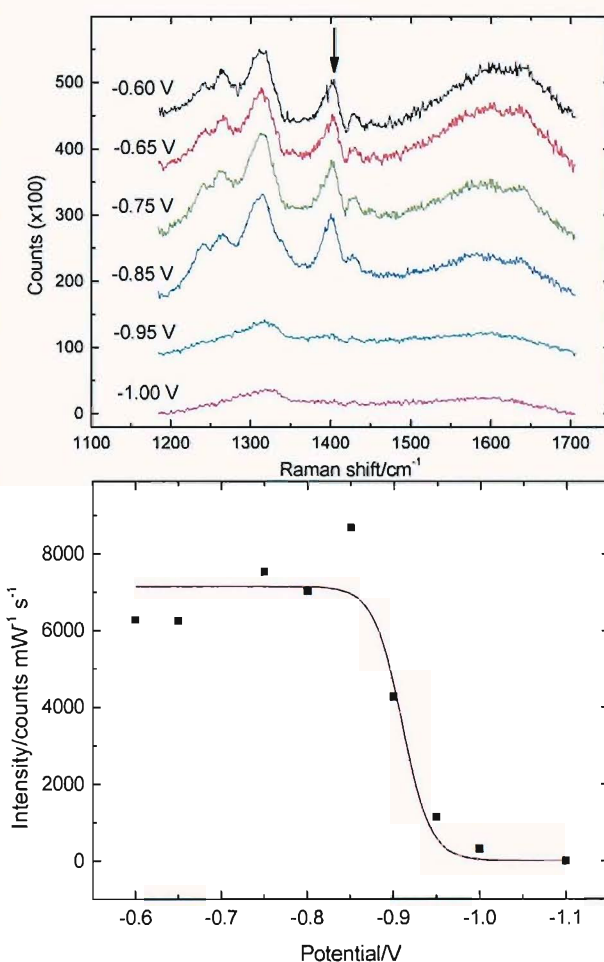 500
400
300
200
100
0
Counts (x100)
-0.60 V
-0.65 V
-0.75 V
-0.85 V
-0.95 V
-1.00 V
1100 1200 1300 1400 1500 1600 1700
Raman shift/cm⁻¹
8000
6000
4000
2000
0
Intensity/counts mW⁻¹ s⁻¹
-0.6 -0.7 -0.8 -0.9 -1.0 -1.1
Potential/V